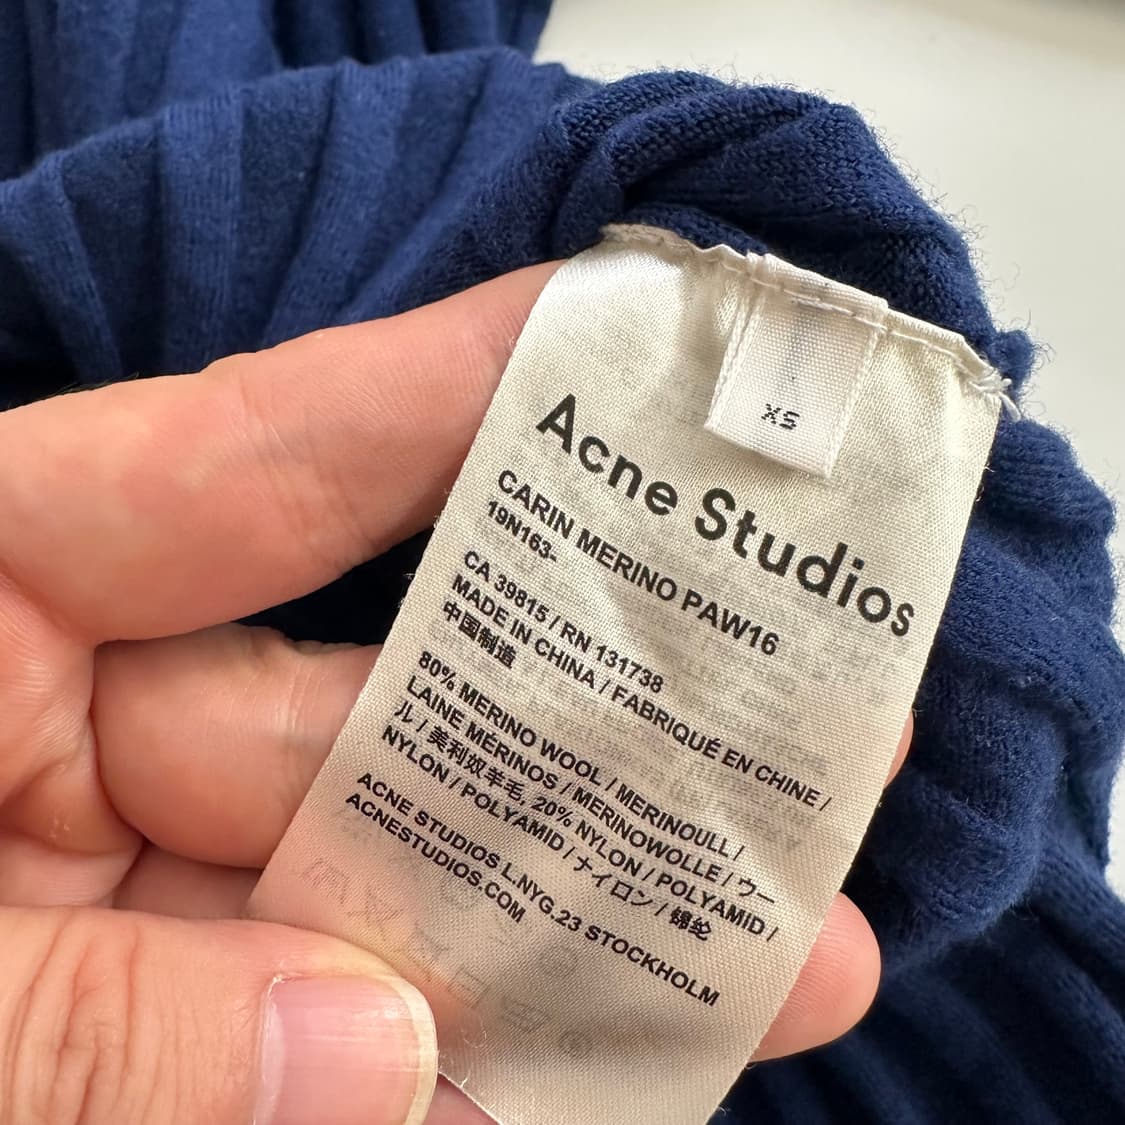 XS
Acne Studios
CARIN MERINO PAW16
19N163-
CA 39815 / RN 131738
MADE IN CHINA / FABRIQUÉ EN CHINE /
中国制造
80% MERINO WOOL / MERINOULL /
LAINE MÉRINOS / MERINOWOLLE / ウー
ル / 美利奴羊毛, 20% NYLON / POLYAMID /
NYLON / POLYAMID / ナイロン / 锦纶
ACNE STUDIOS L.NYG.23 STOCKHOLM
ACNESTUDIOS.COM